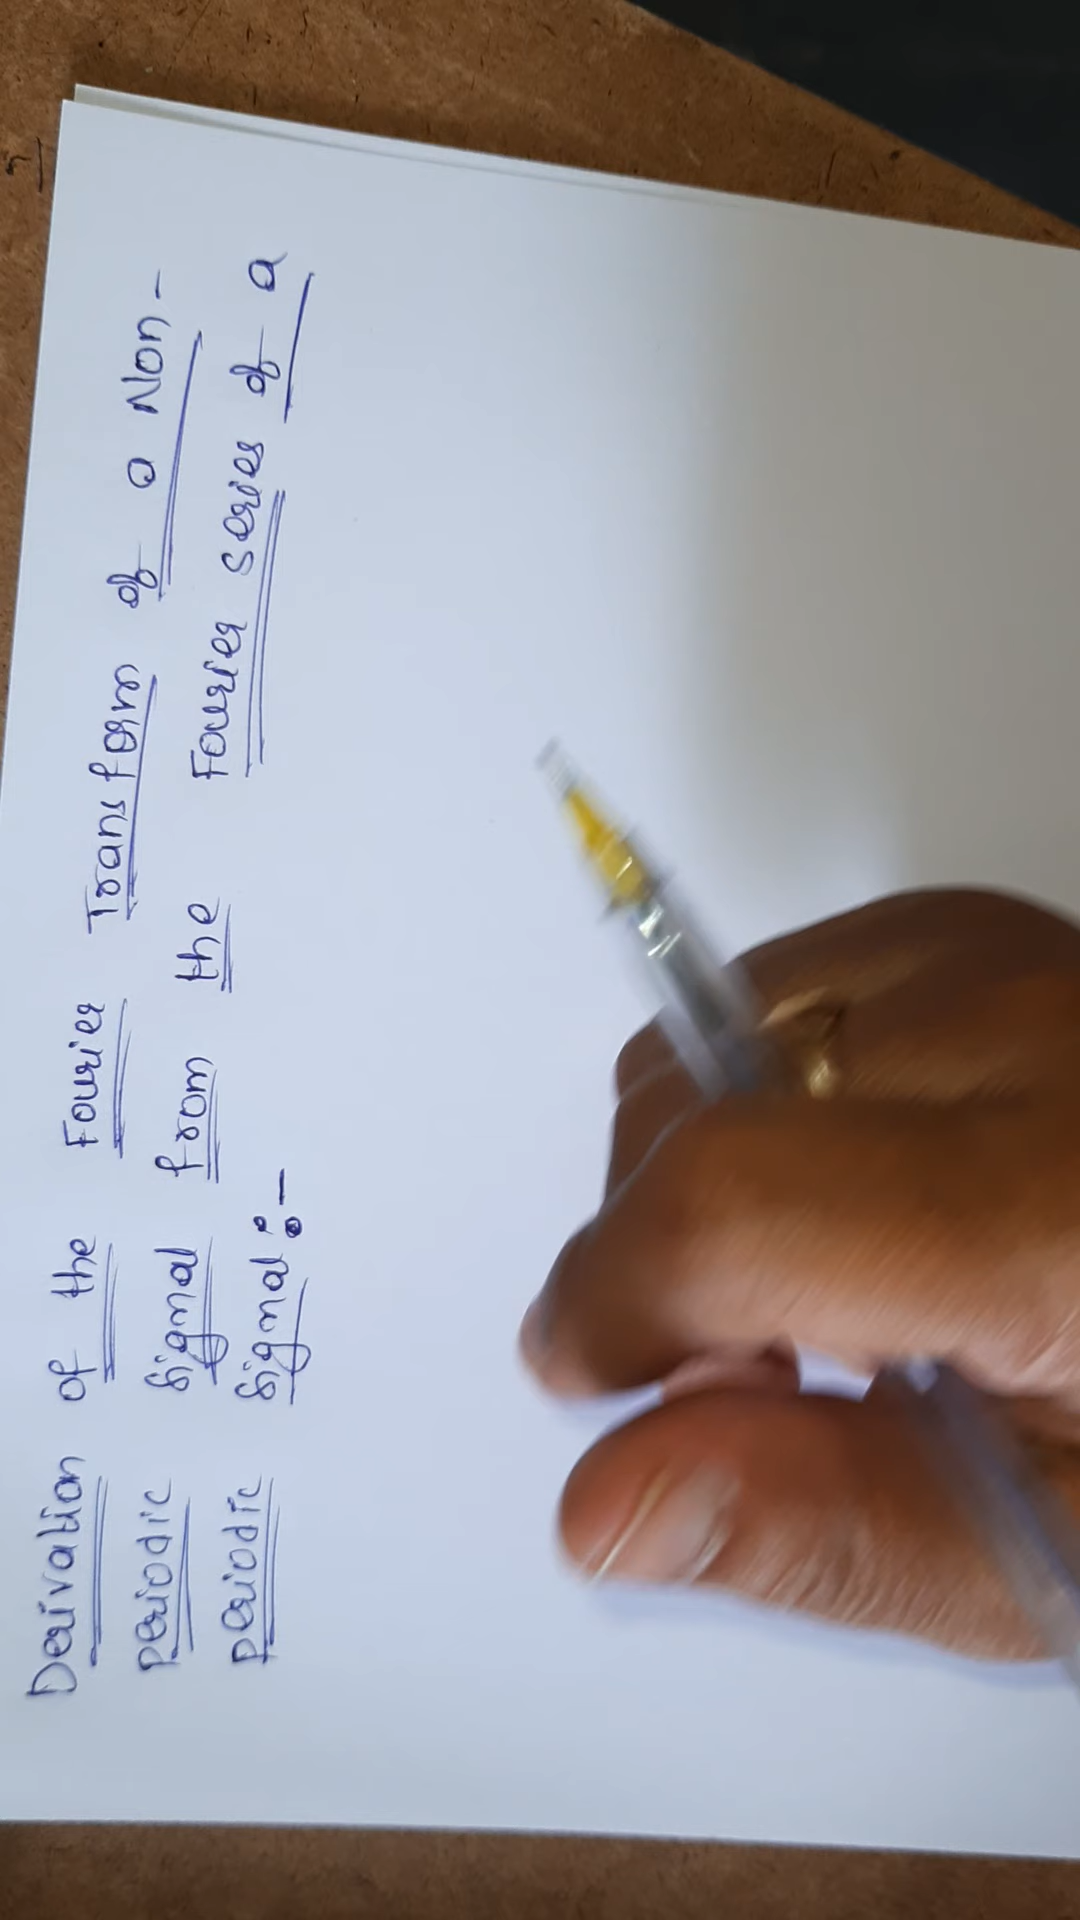 Derivation of the Fourier Transform of a Non-
periodic signal from the Fourier series of a
periodic signal :-